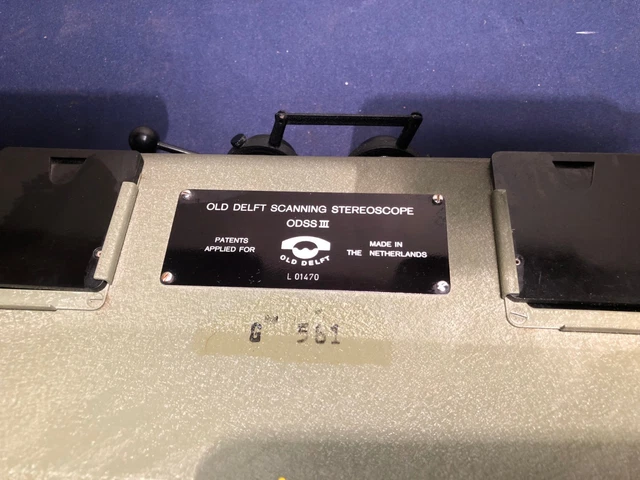 OLD DELFT SCANNING STEREOSCOPE
ODSS III
PATENTS
APPLIED FOR
OLD DELFT
MADE IN
THE NETHERLANDS
L 01470
G 561